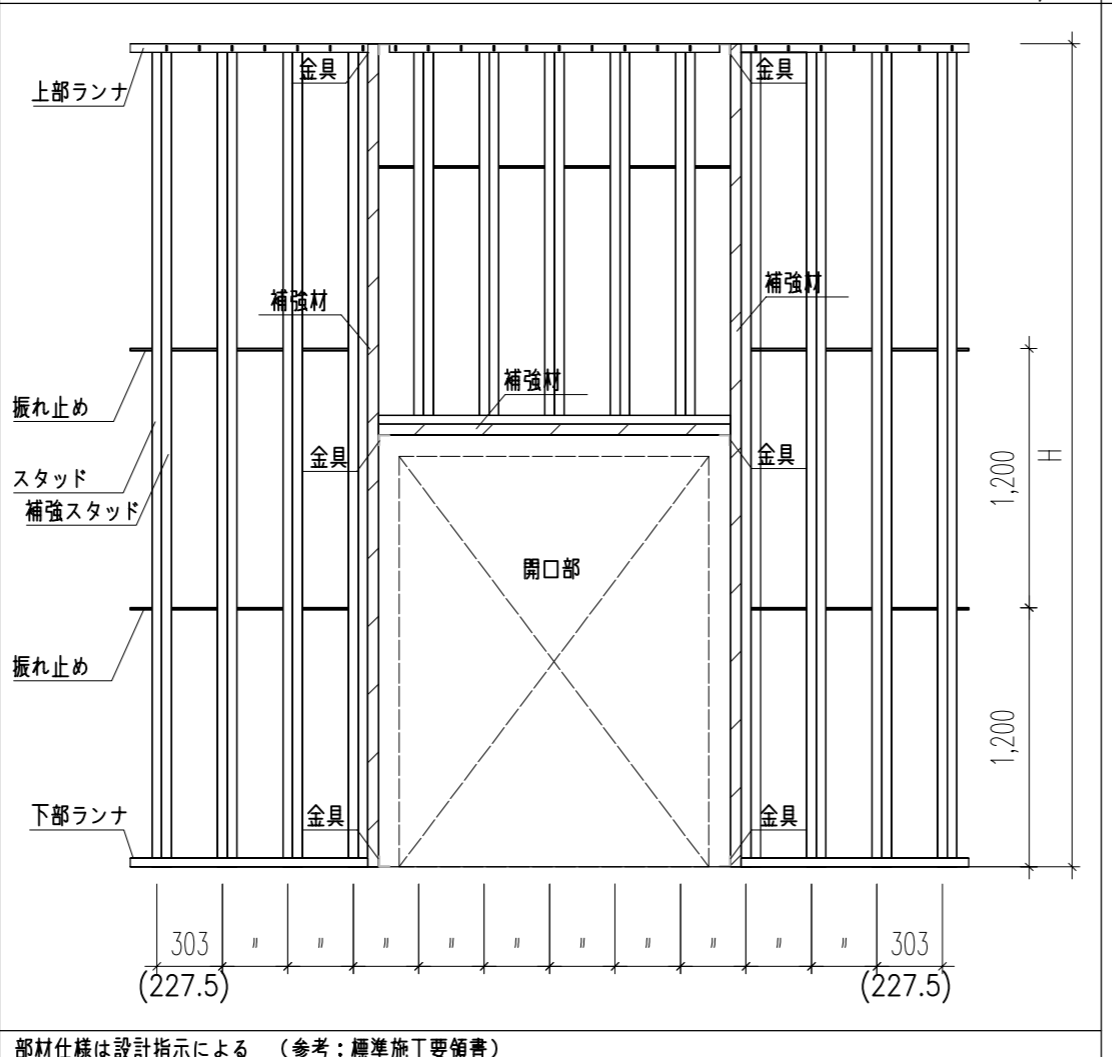 金具
金具
上部ランナ
補強材
補強材
補強材
振れ止め
金具
金具
スタッド
補強スタッド
1,200
H
開口部
振れ止め
1,200
下部ランナ
金具
金具
303 〃 〃 〃 〃 〃 〃 〃 〃 〃 〃 303
(227.5)
(227.5)
部材仕様は設計指示による （参考：標準施工要領書）